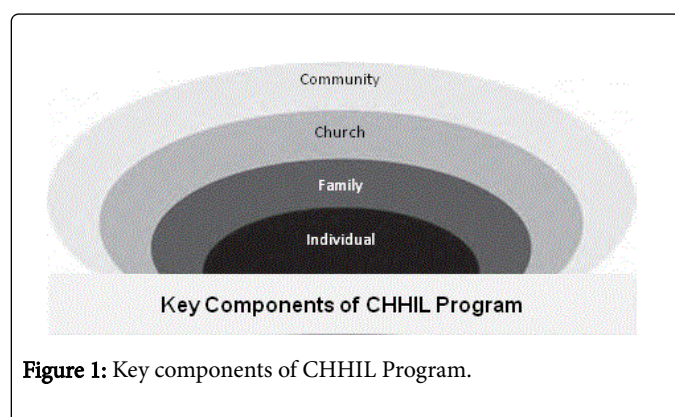 Community
Church
Family
Individual
Key Components of CHHIL Program
Figure 1: Key components of CHHIL Program.